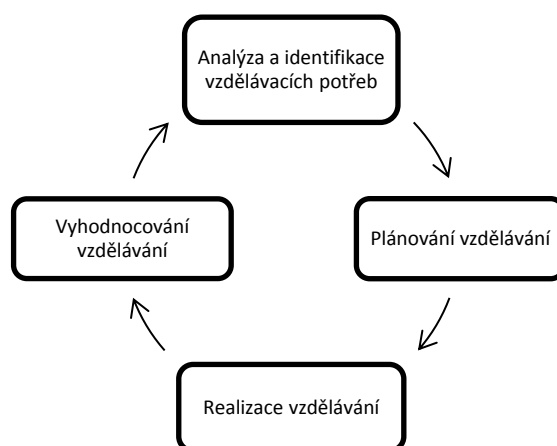 Analýza a identifikace
vzdělávacích potřeb
Plánování vzdělávání
Realizace vzdělávání
Vyhodnocování
vzdělávání